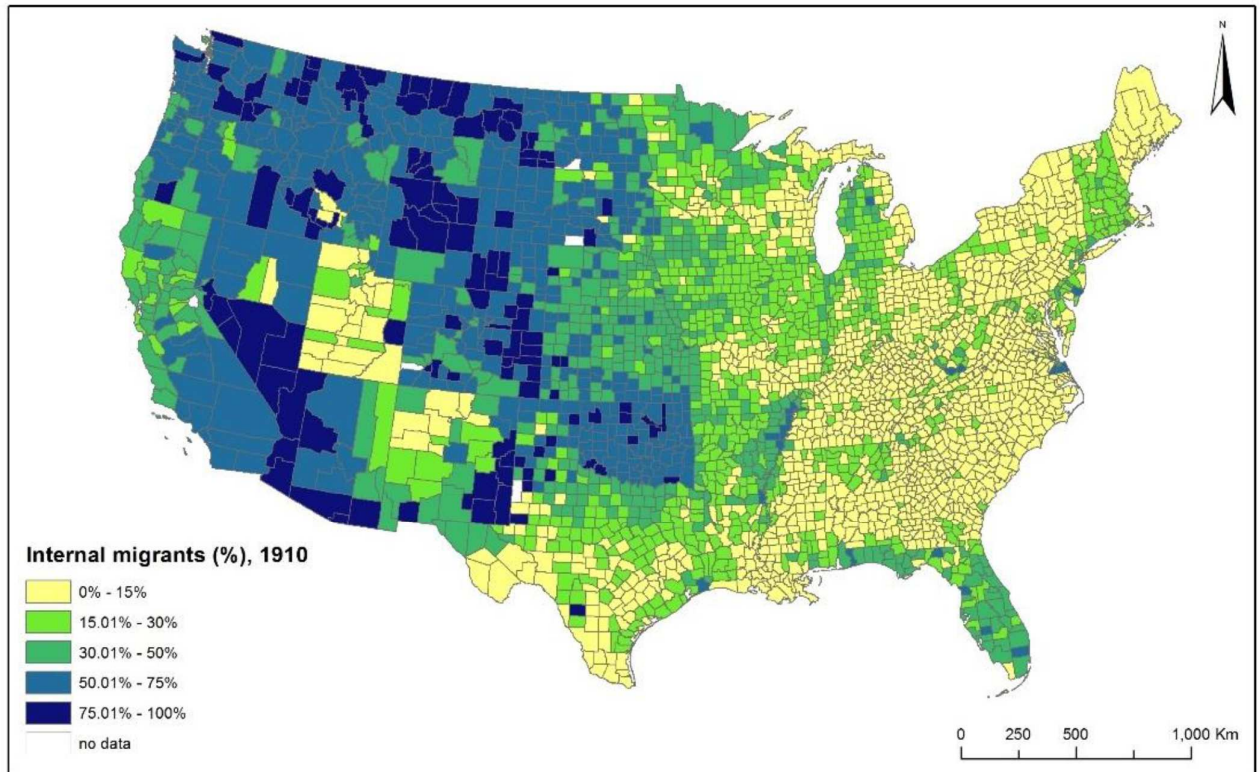 N
Internal migrants (%), 1910
0% - 15%
15.01% - 30%
30.01% - 50%
50.01% - 75%
75.01% - 100%
no data
0 250 500 1,000 Km